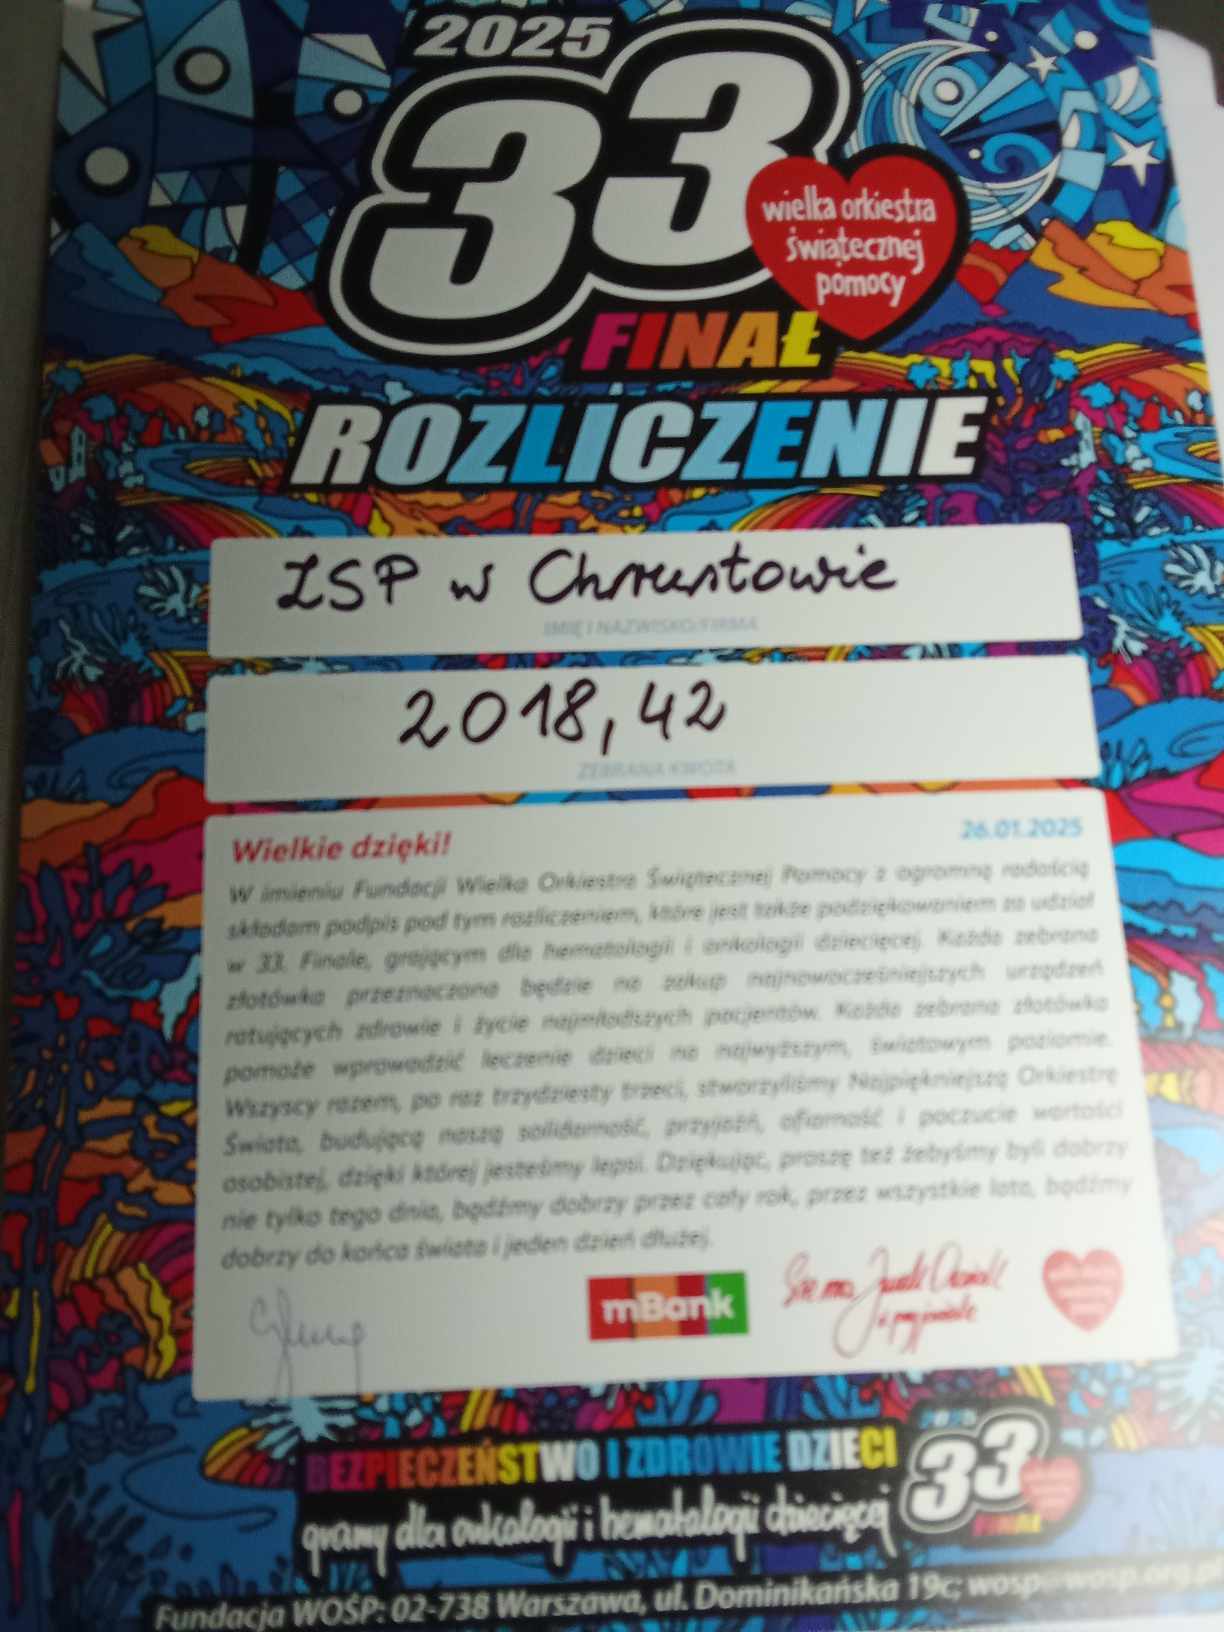 2025
33
wielka orkiestra
świątecznej
pomocy
FINAŁ
ROZLICZENIE
ZSP w Chrustowie
IMIĘ I NAZWISKO/FIRMA
2018,42
ZEBRANA KWOTA
Wielkie dzięki!
26.01.2025
W imieniu Fundacji Wielka Orkiestra Świątecznej Pomocy z ogromną radością
składam podpis pod tym rozliczeniem, które jest także podziękowaniem za udział
w 33. Finale, grającym dla hematologii i onkologii dziecięcej. Każda zebrana
złotówka przeznaczona będzie na zakup najnowocześniejszych urządzeń
ratujących zdrowie i życie najmłodszych pacjentów. Każda zebrana złotówka
pomoże wprowadzić leczenie dzieci na najwyższym, światowym poziomie.
Wszyscy razem, po raz trzydziesty trzeci, stworzyliśmy Najpiękniejszą Orkiestrę
Świata, budującą naszą solidarność, przyjaźń, ofiarność i poczucie wartości
osobistej, dzięki której jesteśmy lepsi. Dziękując, proszę też żebyśmy byli dobrzy
nie tylko tego dnia, bądźmy dobrzy przez cały rok, przez wszystkie lata, bądźmy
dobrzy do końca świata i jeden dzień dłużej.
mBank
BEZPIECZEŃSTWO I ZDROWIE DZIECI
gramy dla onkologii i hematologii dziecięcej
2025
33
FINAŁ
Fundacja WOŚP: 02-738 Warszawa, ul. Dominikańska 19c; wosp@wosp.org.pl